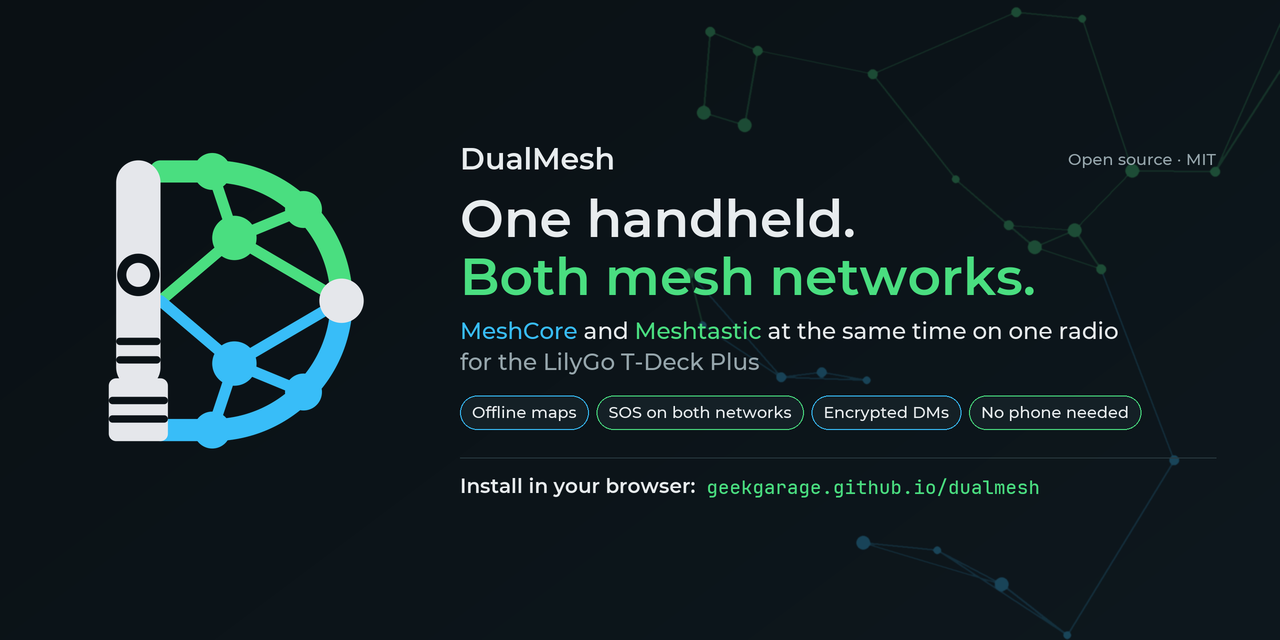 DualMesh
Open source · MIT
One handheld.
Both mesh networks.
MeshCore and Meshtastic at the same time on one radio
for the LilyGo T-Deck Plus
Offline maps
SOS on both networks
Encrypted DMs
No phone needed
Install in your browser: geekgarage.github.io/dualmesh